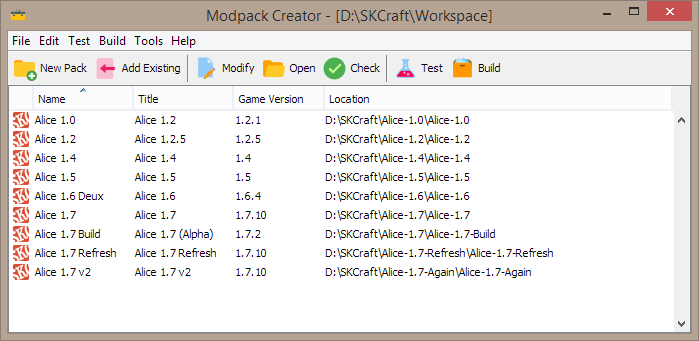 Modpack Creator - [D:\SKCraft\Workspace]
File Edit Test Build Tools Help
New Pack Add Existing Modify Open Check Test Build
Name Title Game Version Location
Alice 1.0 Alice 1.2 1.2.1 D:\SKCraft\Alice-1.0\Alice-1.0
Alice 1.2 Alice 1.2.5 1.2.5 D:\SKCraft\Alice-1.2\Alice-1.2
Alice 1.4 Alice 1.4 1.4 D:\SKCraft\Alice-1.4\Alice-1.4
Alice 1.5 Alice 1.5 1.5 D:\SKCraft\Alice-1.5\Alice-1.5
Alice 1.6 Deux Alice 1.6 1.6.4 D:\SKCraft\Alice-1.6\Alice-1.6
Alice 1.7 Alice 1.7 1.7.10 D:\SKCraft\Alice-1.7\Alice-1.7
Alice 1.7 Build Alice 1.7 (Alpha) 1.7.2 D:\SKCraft\Alice-1.7\Alice-1.7-Build
Alice 1.7 Refresh Alice 1.7 Refresh 1.7.10 D:\SKCraft\Alice-1.7-Refresh\Alice-1.7-Refresh
Alice 1.7 v2 Alice 1.7 v2 1.7.10 D:\SKCraft\Alice-1.7-Again\Alice-1.7-Again